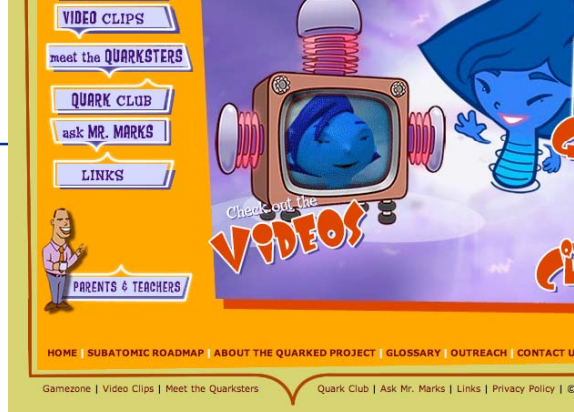 VIDEO CLIPS
meet the QUARKSTERS
QUARK CLUB
ask MR. MARKS
LINKS
Check out the
VIDEOS
PARENTS & TEACHERS
HOME | SUBATOMIC ROADMAP | ABOUT THE QUARKED PROJECT | GLOSSARY | OUTREACH | CONTACT U
Gamezone | Video Clips | Meet the Quarksters
Quark Club | Ask Mr. Marks | Links | Privacy Policy | ©